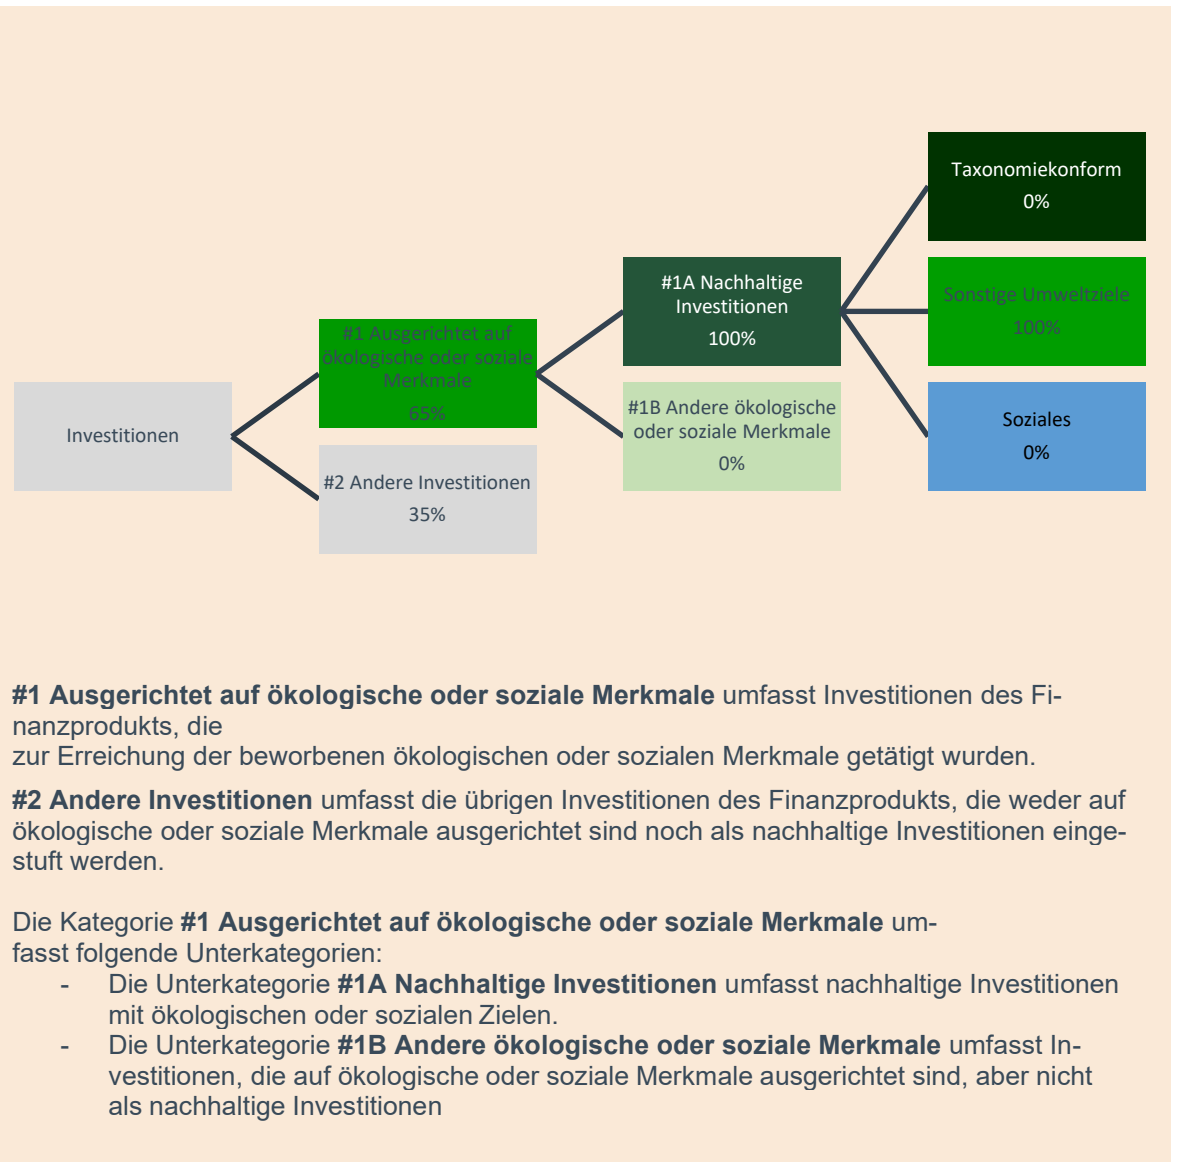 Taxonomiekonform
0%
#1A Nachhaltige
Investitionen
100%
Sonstige Umweltziele
100%
#1 Ausgerichtet auf
ökologische oder soziale
Merkmale
65%
#1B Andere ökologische
oder soziale Merkmale
0%
Soziales
0%
Investitionen
#2 Andere Investitionen
35%
#1 Ausgerichtet auf ökologische oder soziale Merkmale umfasst Investitionen des Fi-
nanzprodukts, die
zur Erreichung der beworbenen ökologischen oder sozialen Merkmale getätigt wurden.
#2 Andere Investitionen umfasst die übrigen Investitionen des Finanzprodukts, die weder auf
ökologische oder soziale Merkmale ausgerichtet sind noch als nachhaltige Investitionen einge-
stuft werden.
Die Kategorie #1 Ausgerichtet auf ökologische oder soziale Merkmale um-
fasst folgende Unterkategorien:
- Die Unterkategorie #1A Nachhaltige Investitionen umfasst nachhaltige Investitionen
mit ökologischen oder sozialen Zielen.
- Die Unterkategorie #1B Andere ökologische oder soziale Merkmale umfasst In-
vestitionen, die auf ökologische oder soziale Merkmale ausgerichtet sind, aber nicht
als nachhaltige Investitionen